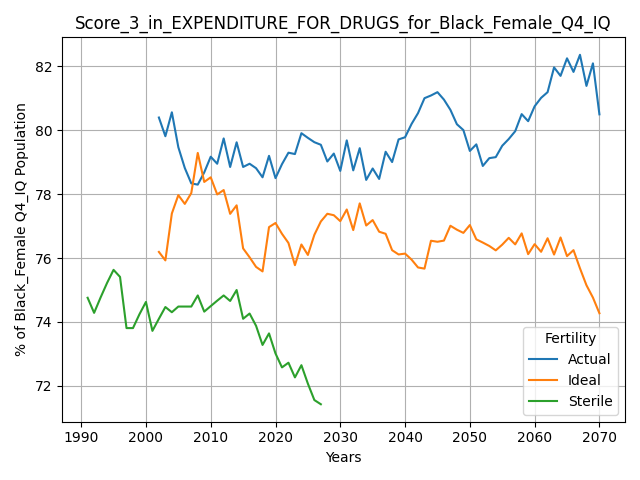 Score_3_in_EXPENDITURE_FOR_DRUGS_for_Black_Female_Q4_IQ
% of Black_Female Q4_IQ Population
82
80
78
76
74
72
Fertility
Actual
Ideal
Sterile
1990 2000 2010 2020 2030 2040 2050 2060 2070
Years